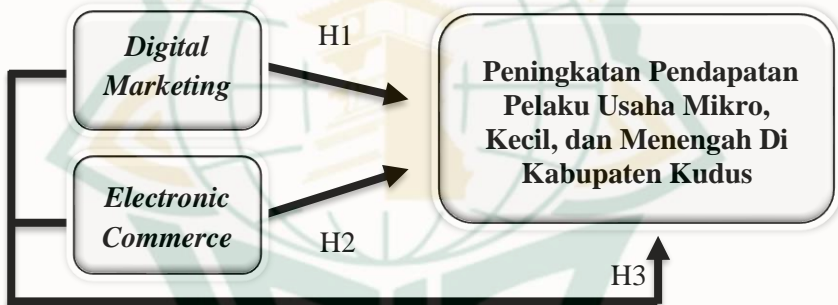 Digital
Marketing
H1
Peningkatan Pendapatan
Pelaku Usaha Mikro,
Kecil, dan Menengah Di
Kabupaten Kudus
Electronic
Commerce
H2
H3